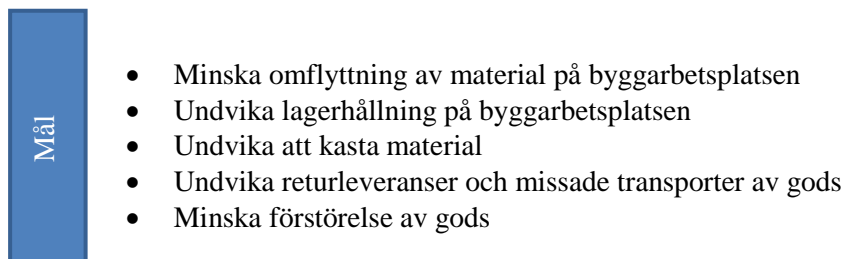 Mål
• Minska omflyttning av material på byggarbetsplatsen
• Undvika lagerhållning på byggarbetsplatsen
• Undvika att kasta material
• Undvika returleveranser och missade transporter av gods
• Minska förstörelse av gods